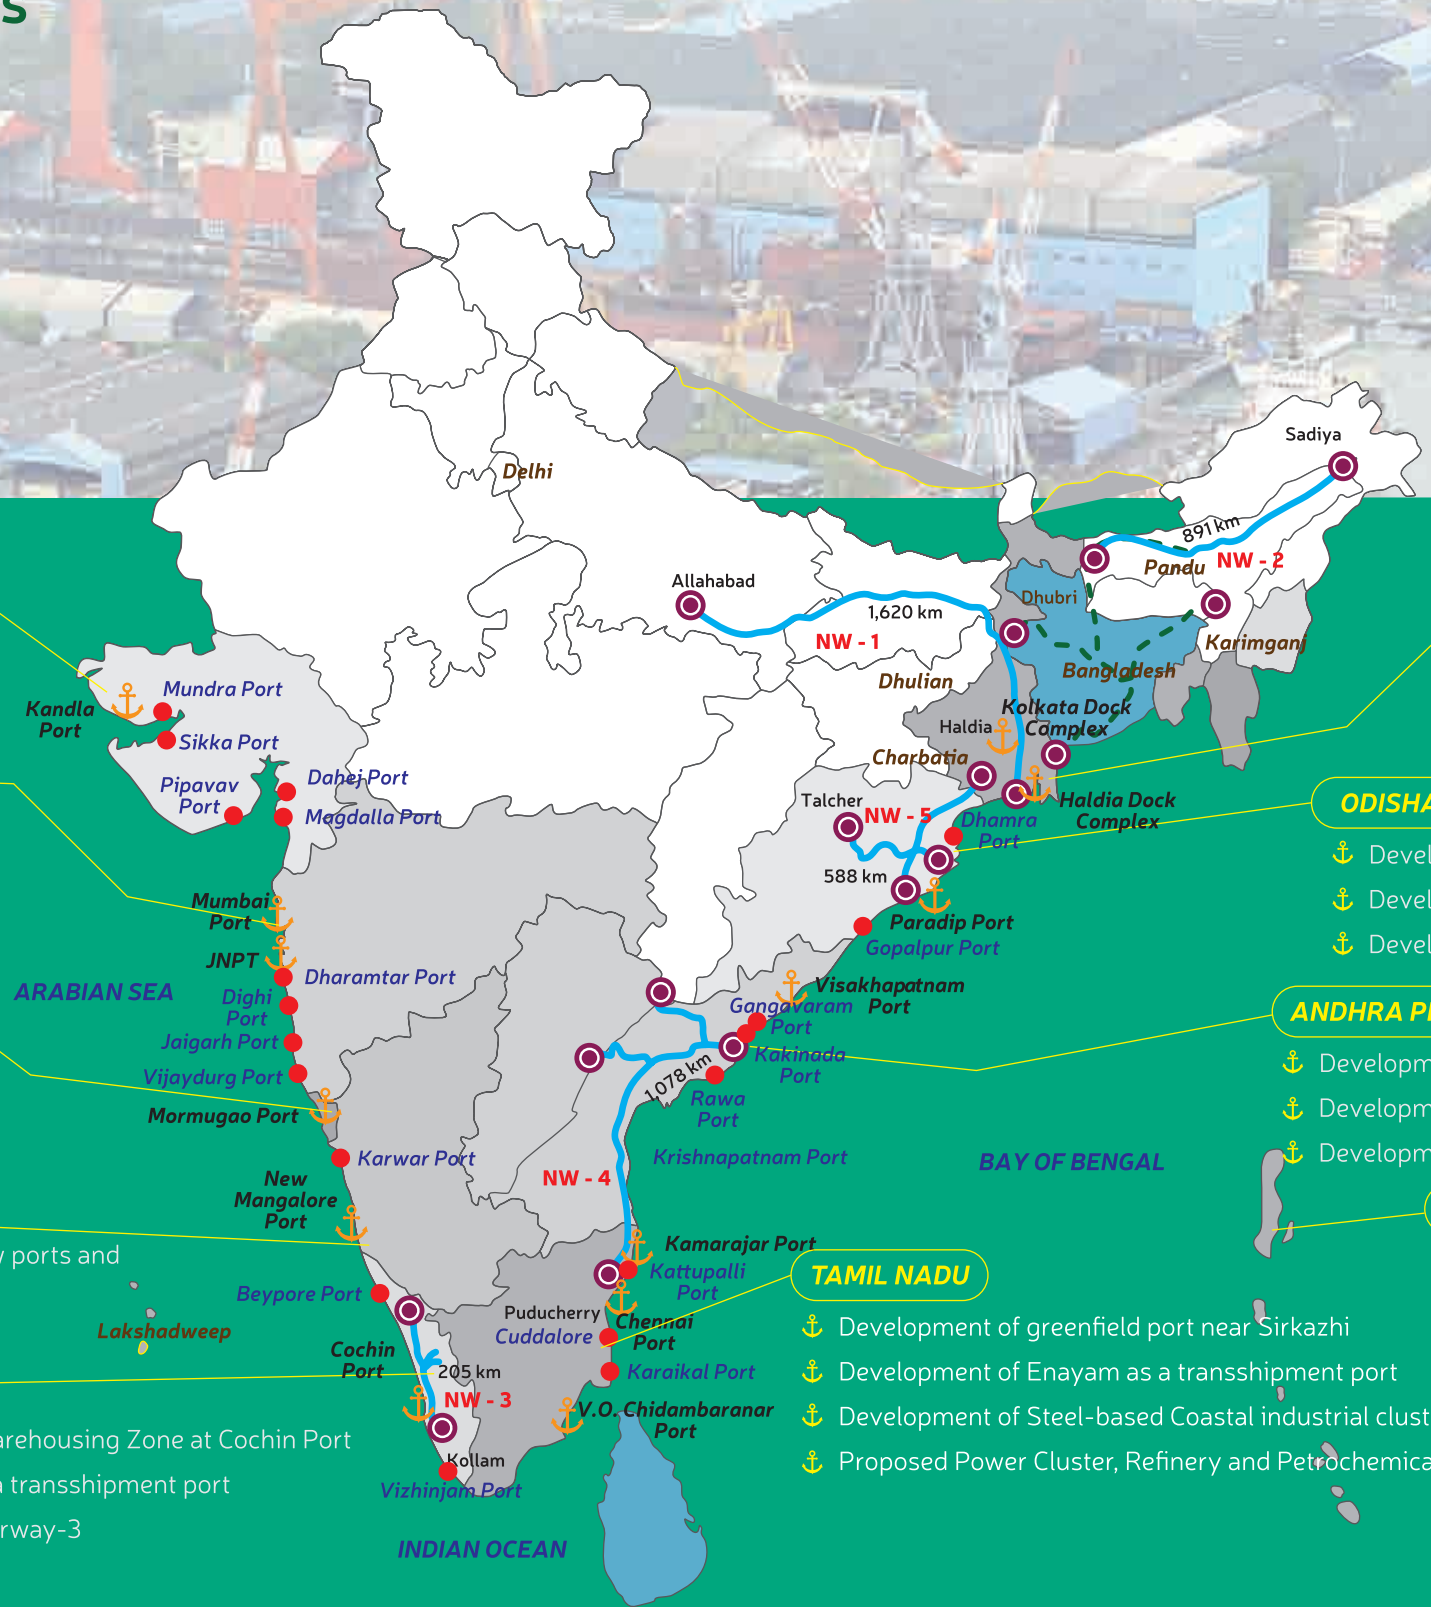 s
Delhi
Sadiya
891 km
Pandu
NW - 2
Allahabad
1,620 km
NW - 1
Dhubri
Karimganj
Bangladesh
Dhulian
Kolkata Dock
Complex
Haldia
Charbatia
Haldia Dock
Complex
Kandla
Port
Mundra Port
Sikka Port
Pipavav
Port
Dahej Port
Magdalla Port
Talcher
NW - 5
Dhamra
Port
588 km
Paradip Port
Gopalpur Port
ODISHA
Devel
Devel
Devel
Mumbai
Port
JNPT
Dharamtar Port
ARABIAN SEA
Dighi
Port
Jaigarh Port
Vijaydurg Port
Mormugao Port
Karwar Port
New
Mangalore
Port
Visakhapatnam
Port
Gangavaram
Port
Kakinada
Port
1,078 km
Rawa
Port
Krishnapatnam Port
NW - 4
BAY OF BENGAL
ANDHRA P
Developm
Developm
Developm
Kamarajar Port
Kattupalli
Port
Puducherry
Cuddalore
Chennai
Port
Karaikal Port
V.O. Chidambaranar
Port
TAMIL NADU
Development of greenfield port near Sirkazhi
Development of Enayam as a transshipment port
Development of Steel-based Coastal industrial clust
Proposed Power Cluster, Refinery and Petrochemica
ports and
Beypore Port
Lakshadweep
Cochin
Port
205 km
NW - 3
Kollam
Vizhinjam Port
arehousing Zone at Cochin Port
a transshipment port
rway-3
INDIAN OCEAN